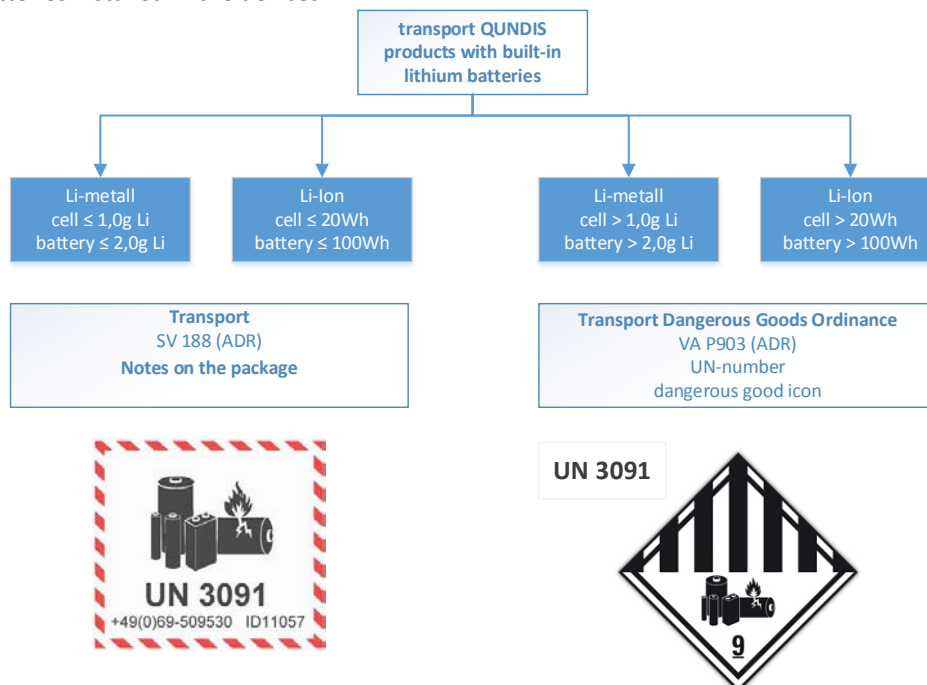 transport QUNDIS
products with built-in
lithium batteries
Li-metall
cell ≤ 1,0g Li
battery ≤ 2,0g Li
Li-Ion
cell ≤ 20Wh
battery ≤ 100Wh
Li-metall
cell > 1,0g Li
battery > 2,0g Li
Li-Ion
cell > 20Wh
battery > 100Wh
Transport
SV 188 (ADR)
Notes on the package
Transport Dangerous Goods Ordinance
VA P903 (ADR)
UN-number
dangerous good icon
UN 3091
+49(0)69-509530 ID11057
UN 3091
9